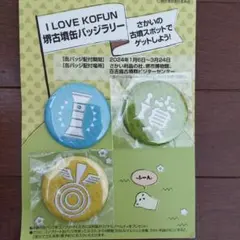 I LOVE KOFUN
堺古墳缶バッジラリー
さかいの
古墳スポットで
ゲットしよう!
【缶バッジ配付期間】 2024年1月6日~3月24日
【缶バッジ配付場所】 さかい利晶の杜、堺市博物館、
百舌鳥古墳群ビジターセンター
墳
ふーん